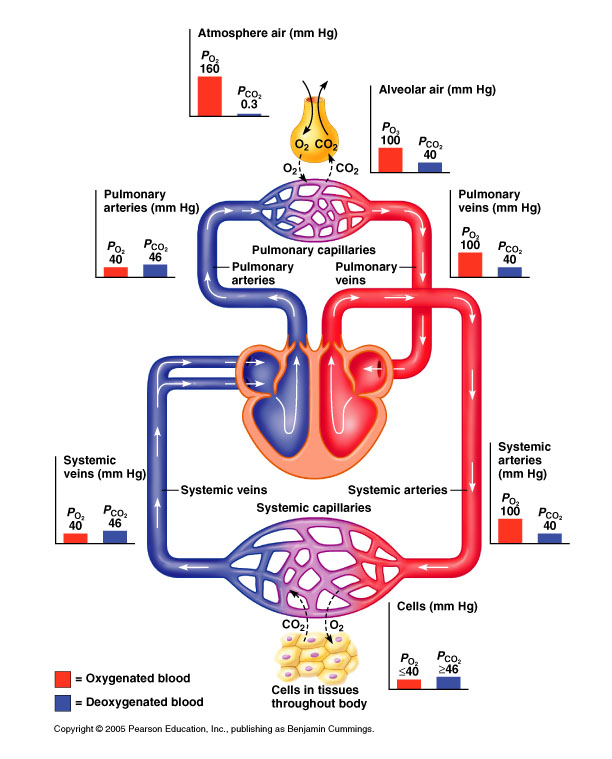 Atmosphere air (mm Hg)
PO2
160
PCO2
0.3
Alveolar air (mm Hg)
PO2
100
PCO2
40
O2 CO2
O2
CO2
Pulmonary
arteries (mm Hg)
PO2
40
PCO2
46
Pulmonary
veins (mm Hg)
PO2
100
PCO2
40
Pulmonary capillaries
Pulmonary
arteries
Pulmonary
veins
Systemic
veins (mm Hg)
PO2
40
PCO2
46
Systemic
arteries
(mm Hg)
PO2
100
PCO2
40
Systemic veins
Systemic arteries
Systemic capillaries
CO2
O2
Cells (mm Hg)
PO2
≤40
PCO2
≥46
Cells in tissues
throughout body
= Oxygenated blood
= Deoxygenated blood
Copyright © 2005 Pearson Education, Inc., publishing as Benjamin Cummings.